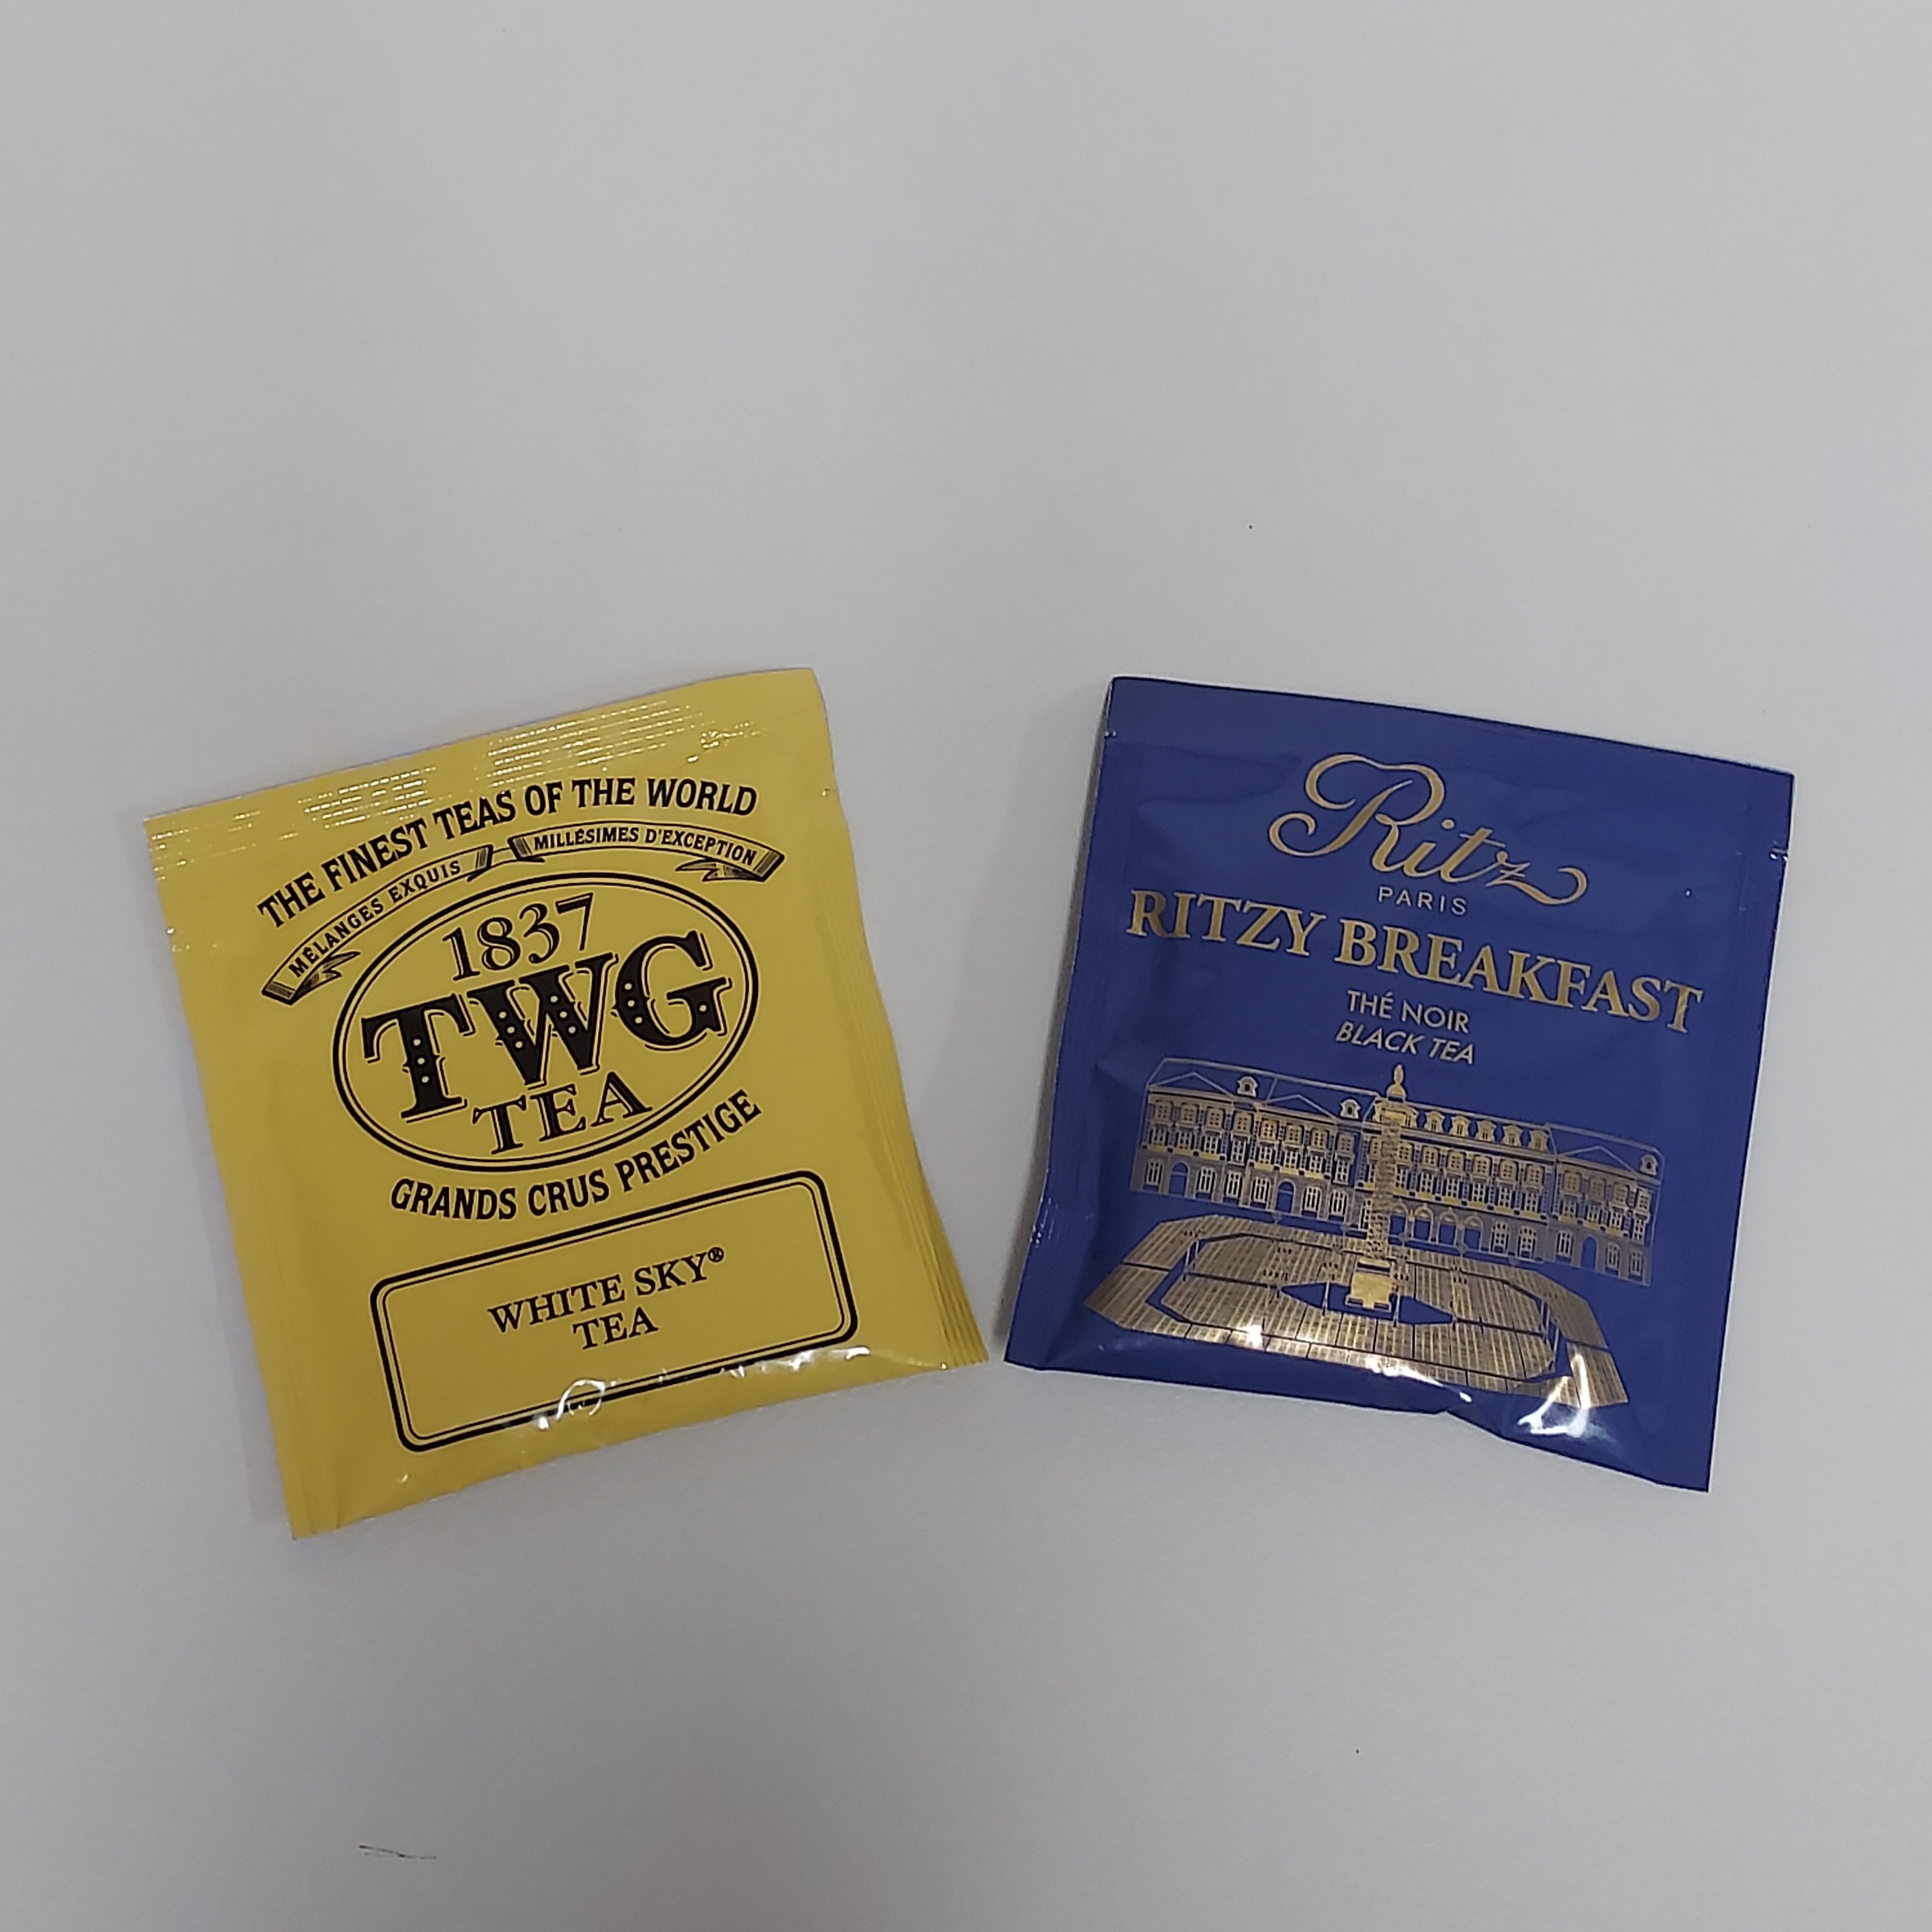 THE FINEST TEAS OF THE WORLD
MÉLANGES EXQUIS MILLÉSIMES D'EXCEPTION
1837
TWG
TEA
GRANDS CRUS PRESTIGE
WHITE SKY®
TEA
Ritz
PARIS
RITZY BREAKFAST
THÉ NOIR
BLACK TEA